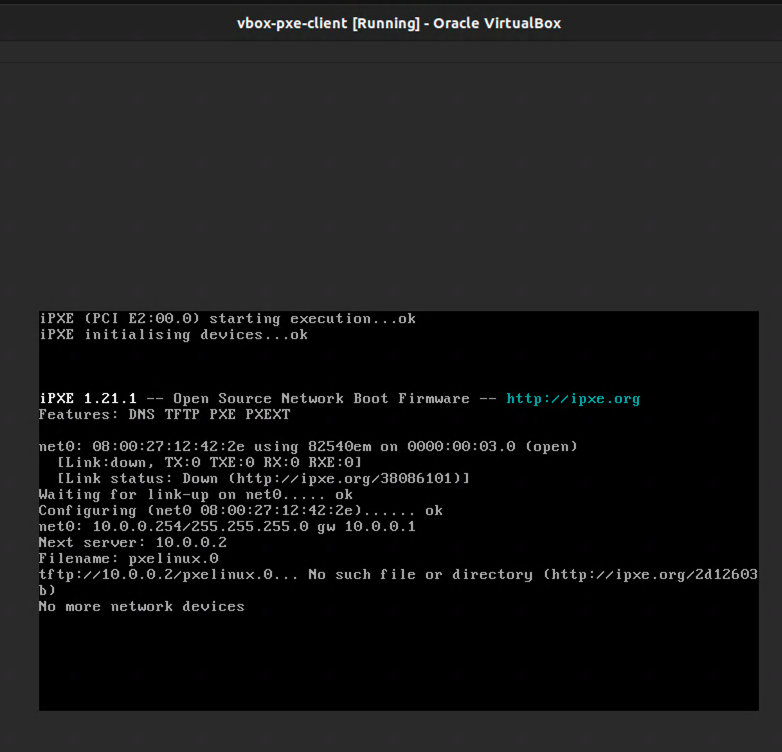 vbox-pxe-client [Running] - Oracle VirtualBox
iPXE (PCI E2:00.0) starting execution...ok
iPXE initialising devices...ok
iPXE 1.21.1 -- Open Source Network Boot Firmware -- http://ipxe.org
Features: DNS TFTP PXE PXEXT
net0: 08:00:27:12:42:2e using 82540em on 0000:00:03.0 (open)
[Link:down, TX:0 TXE:0 RX:0 RXE:0]
[Link status: Down (http://ipxe.org/38086101)]
Waiting for link-up on net0..... ok
Configuring (net0 08:00:27:12:42:2e)...... ok
net0: 10.0.0.254/255.255.255.0 gw 10.0.0.1
Next server: 10.0.0.2
Filename: pxelinux.0
tftp://10.0.0.2/pxelinux.0... No such file or directory (http://ipxe.org/2d12603
b)
No more network devices